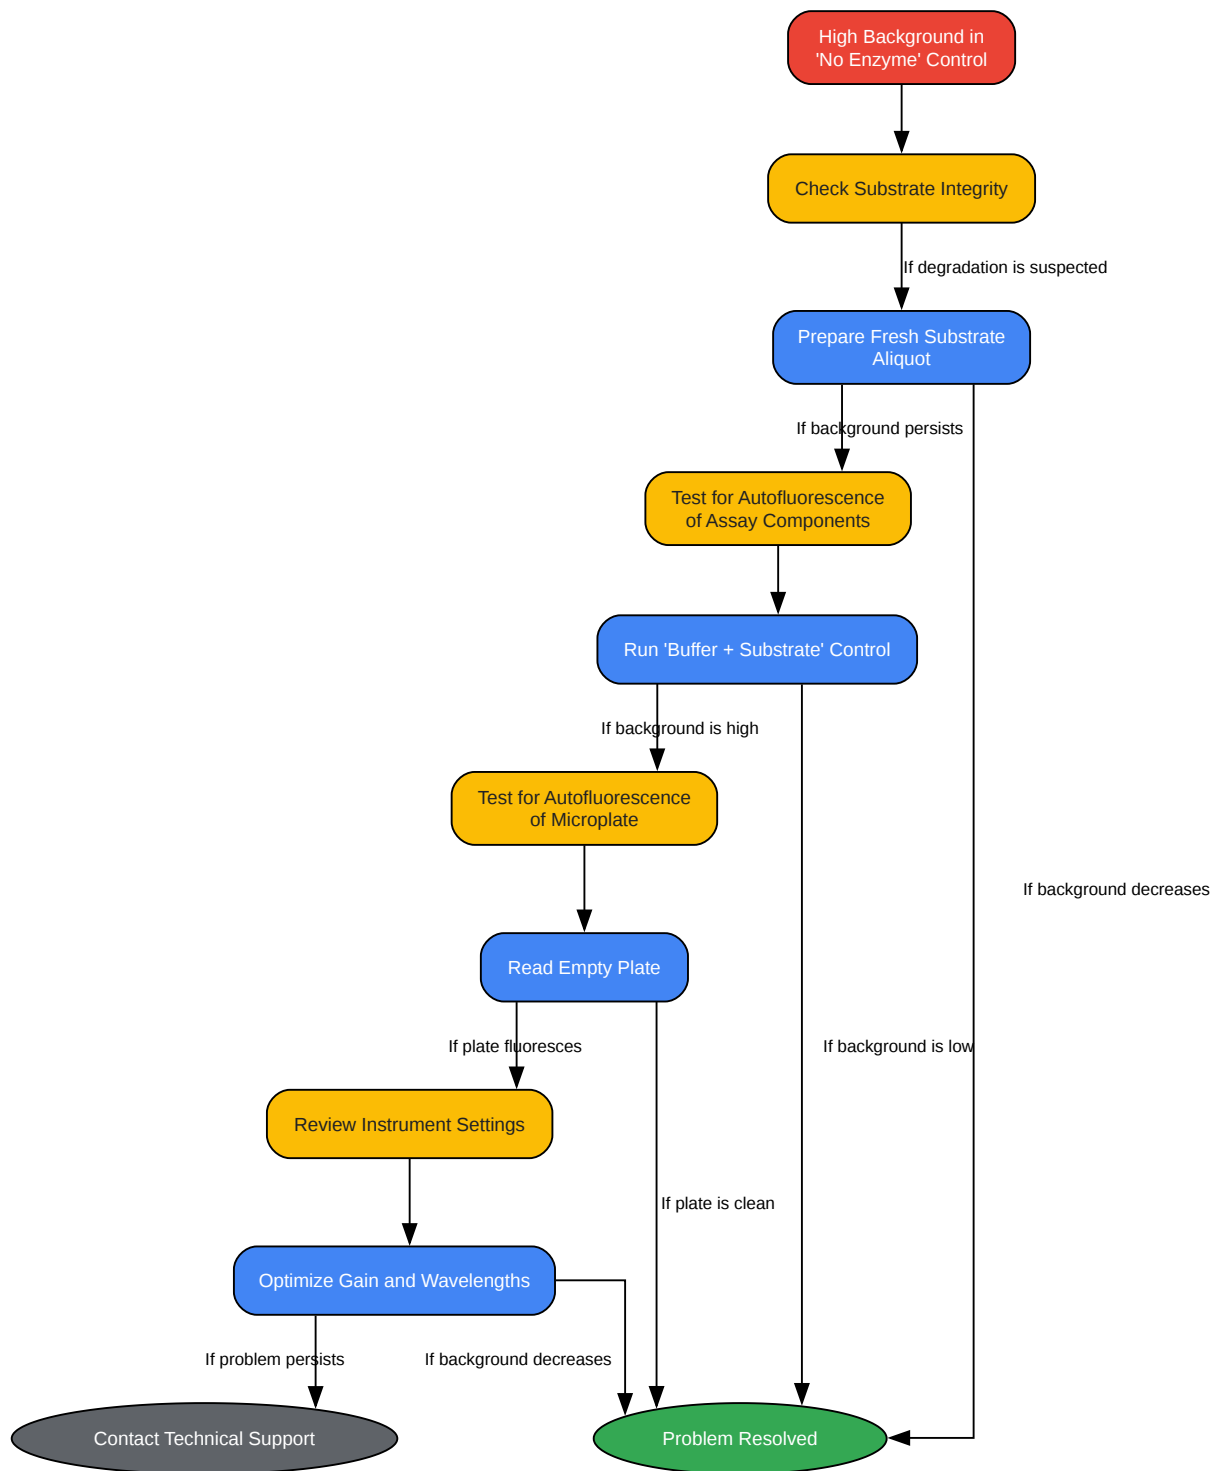 High Background in
'No Enzyme' Control
Check Substrate Integrity
If degradation is suspected
Prepare Fresh Substrate
Aliquot
If background persists
Test for Autofluorescence
of Assay Components
Run 'Buffer + Substrate' Control
If background is high
Test for Autofluorescence
of Microplate
If background decreases
Read Empty Plate
If plate fluoresces
If background is low
Review Instrument Settings
If plate is clean
Optimize Gain and Wavelengths
If problem persists
If background decreases
Contact Technical Support
Problem Resolved